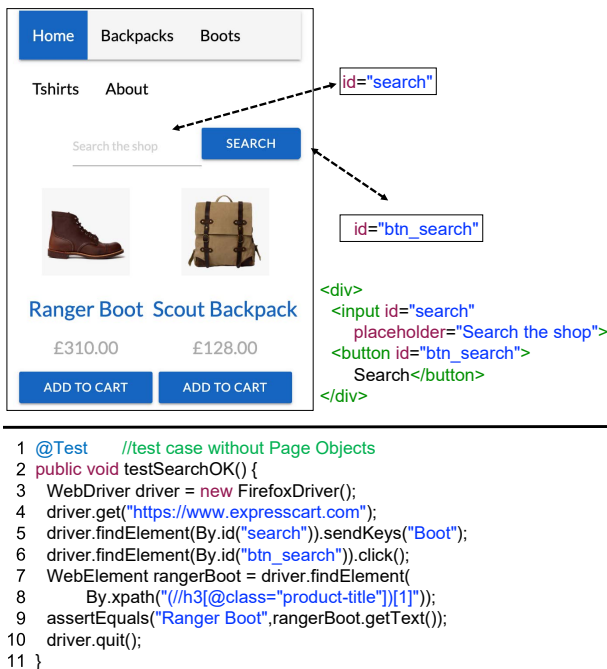 Home Backpacks Boots
Tshirts About
id="search"
Search the shop SEARCH
id="btn_search"
Ranger Boot Scout Backpack
£310.00 £128.00
ADD TO CART ADD TO CART
<div>
<input id="search"
placeholder="Search the shop">
<button id="btn_search">
Search</button>
</div>
1 @Test //test case without Page Objects
2 public void testSearchOK() {
3 WebDriver driver = new FirefoxDriver();
4 driver.get("https://www.expresscart.com");
5 driver.findElement(By.id("search")).sendKeys("Boot");
6 driver.findElement(By.id("btn_search")).click();
7 WebElement rangerBoot = driver.findElement(
8 By.xpath("(//h3[@class="product-title"])[1]"));
9 assertEquals("Ranger Boot",rangerBoot.getText());
10 driver.quit();
11 }